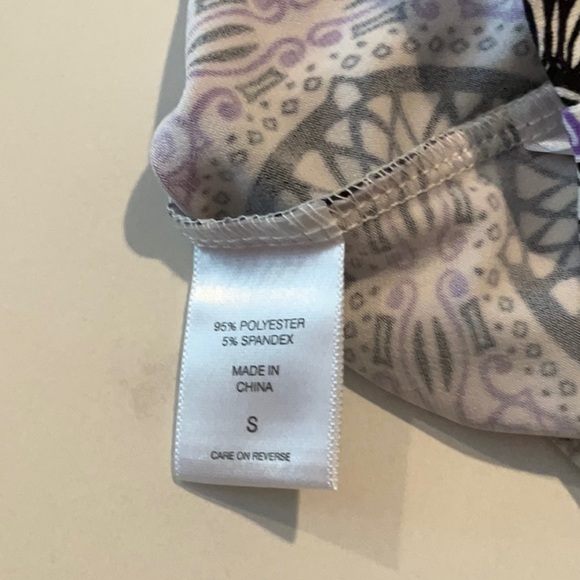 95% POLYESTER
5% SPANDEX
MADE IN
CHINA
S
CARE ON REVERSE